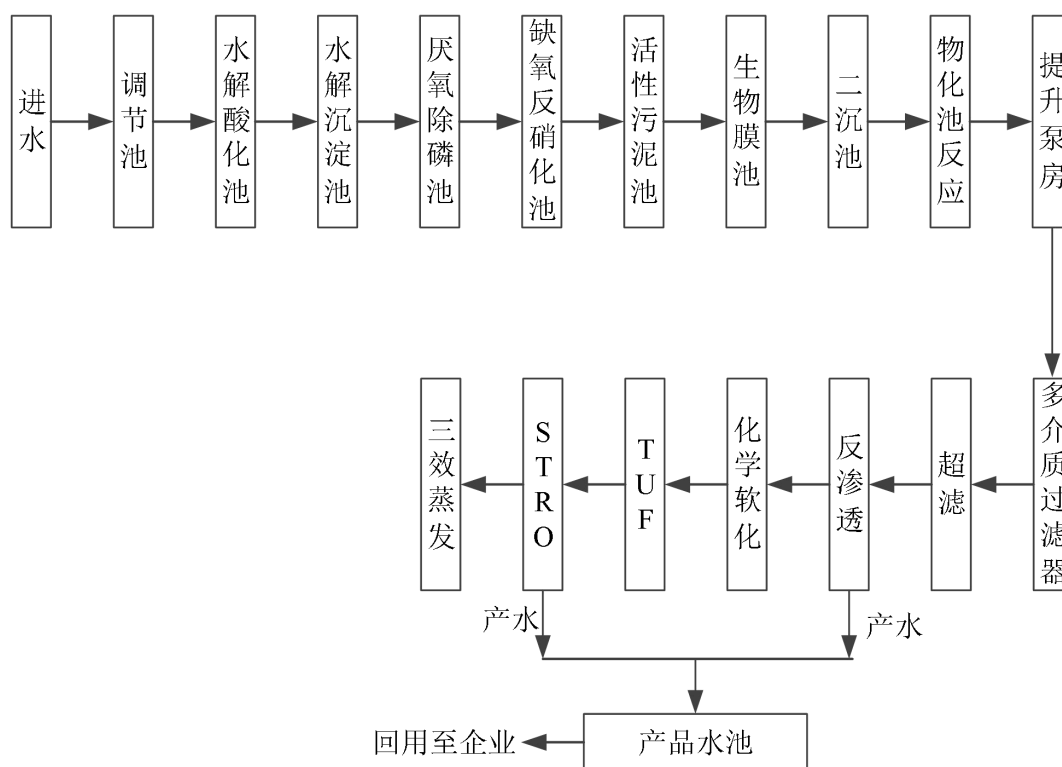 进水
调节池
水解酸化池
水解沉淀池
厌氧除磷池
缺氧反硝化池
活性污泥池
生物膜池
二沉池
物化池反应
提升泵房
三效蒸发
STRO
TUF
化学软化
反渗透
超滤
多介质过滤器
产水
产水
回用至企业
产品水池